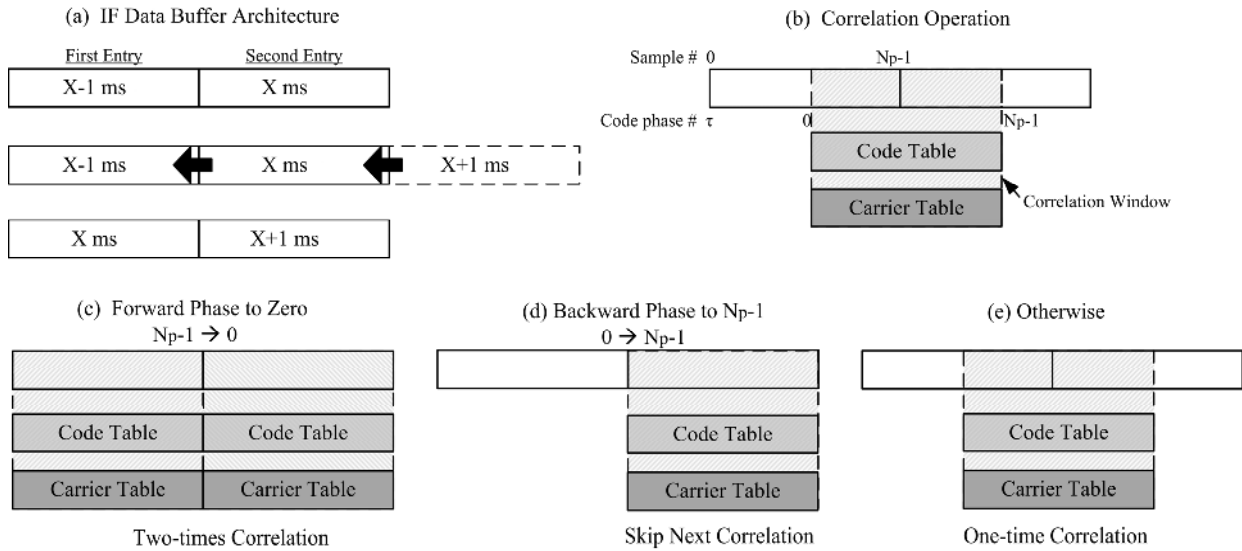 (a) IF Data Buffer Architecture
First Entry Second Entry
X-1 ms X ms
X-1 ms X ms X+1 ms
X ms X+1 ms
(b) Correlation Operation
Sample # 0 Np-1
Code phase # τ 0 Np-1
Code Table
Carrier Table
Correlation Window
(c) Forward Phase to Zero
Np-1 → 0
Code Table Code Table
Carrier Table Carrier Table
Two-times Correlation
(d) Backward Phase to Np-1
0 → Np-1
Code Table
Carrier Table
Skip Next Correlation
(e) Otherwise
Code Table
Carrier Table
One-time Correlation